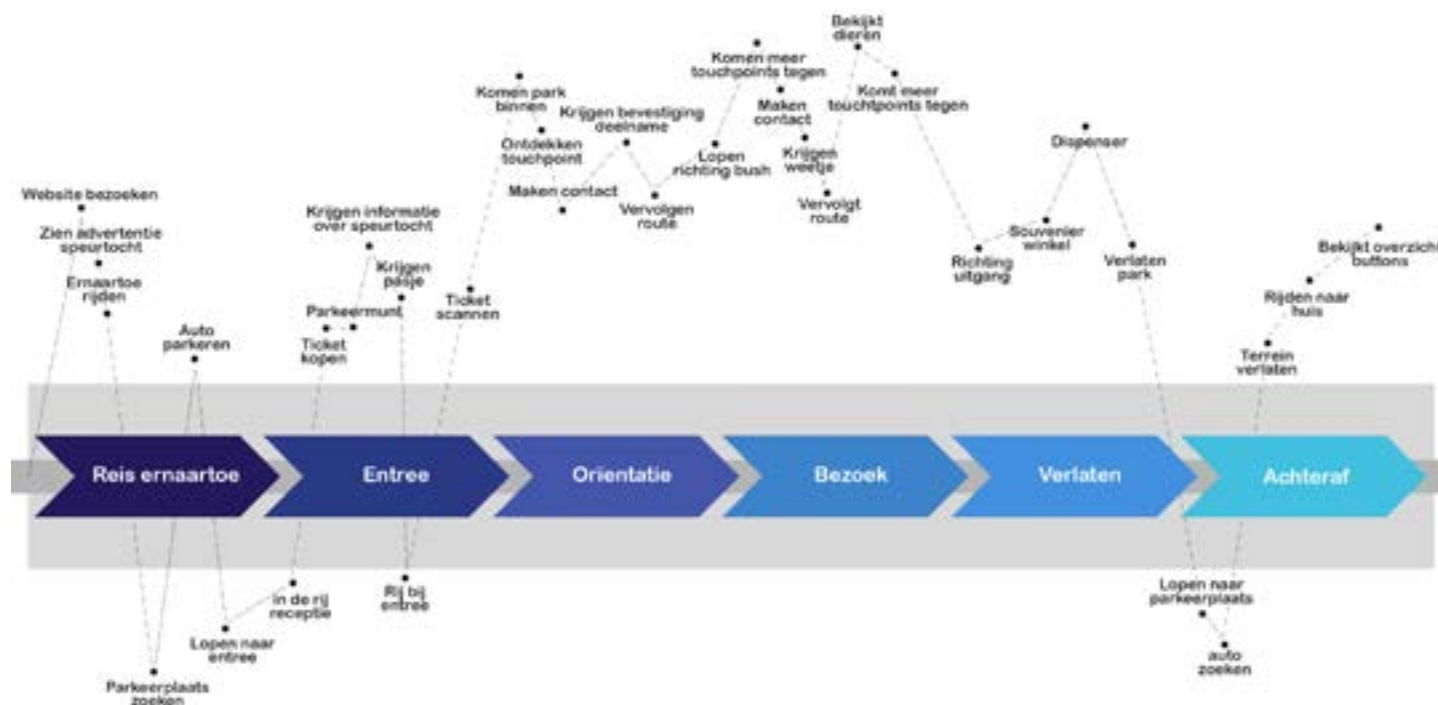 Website bezoeken
Zien advertentie
speurtocht
Ernaartoe
rijden
Parkeerplaats
zoeken
Auto
parkeren
Lopen naar
entree
in de rij
receptie
Ticket
kopen
Parkeermunt
Krijgen informatie
over speurtocht
Krijgen
pasje
Rij bij
entree
Ticket
scannen
Komen park
binnen
Ontdekken
touchpoint
Maken contact
Krijgen bevestiging
deelname
Vervolgen
route
Lopen
richting bush
Komen meer
touchpoints tegen
Maken
contact
Krijgen
weetje
Vervolgt
route
Bekijkt
dieren
Komt meer
touchtpoints tegen
Richting
uitgang
Souvenier
winkel
Dispenser
Verlaten
park
Lopen naar
parkeerplaats
auto
zoeken
Terrein
verlaten
Rijden naar
huis
Bekijkt overzicht
buttons
Reis ernaartoe
Entree
Orientatie
Bezoek
Verlaten
Achteraf